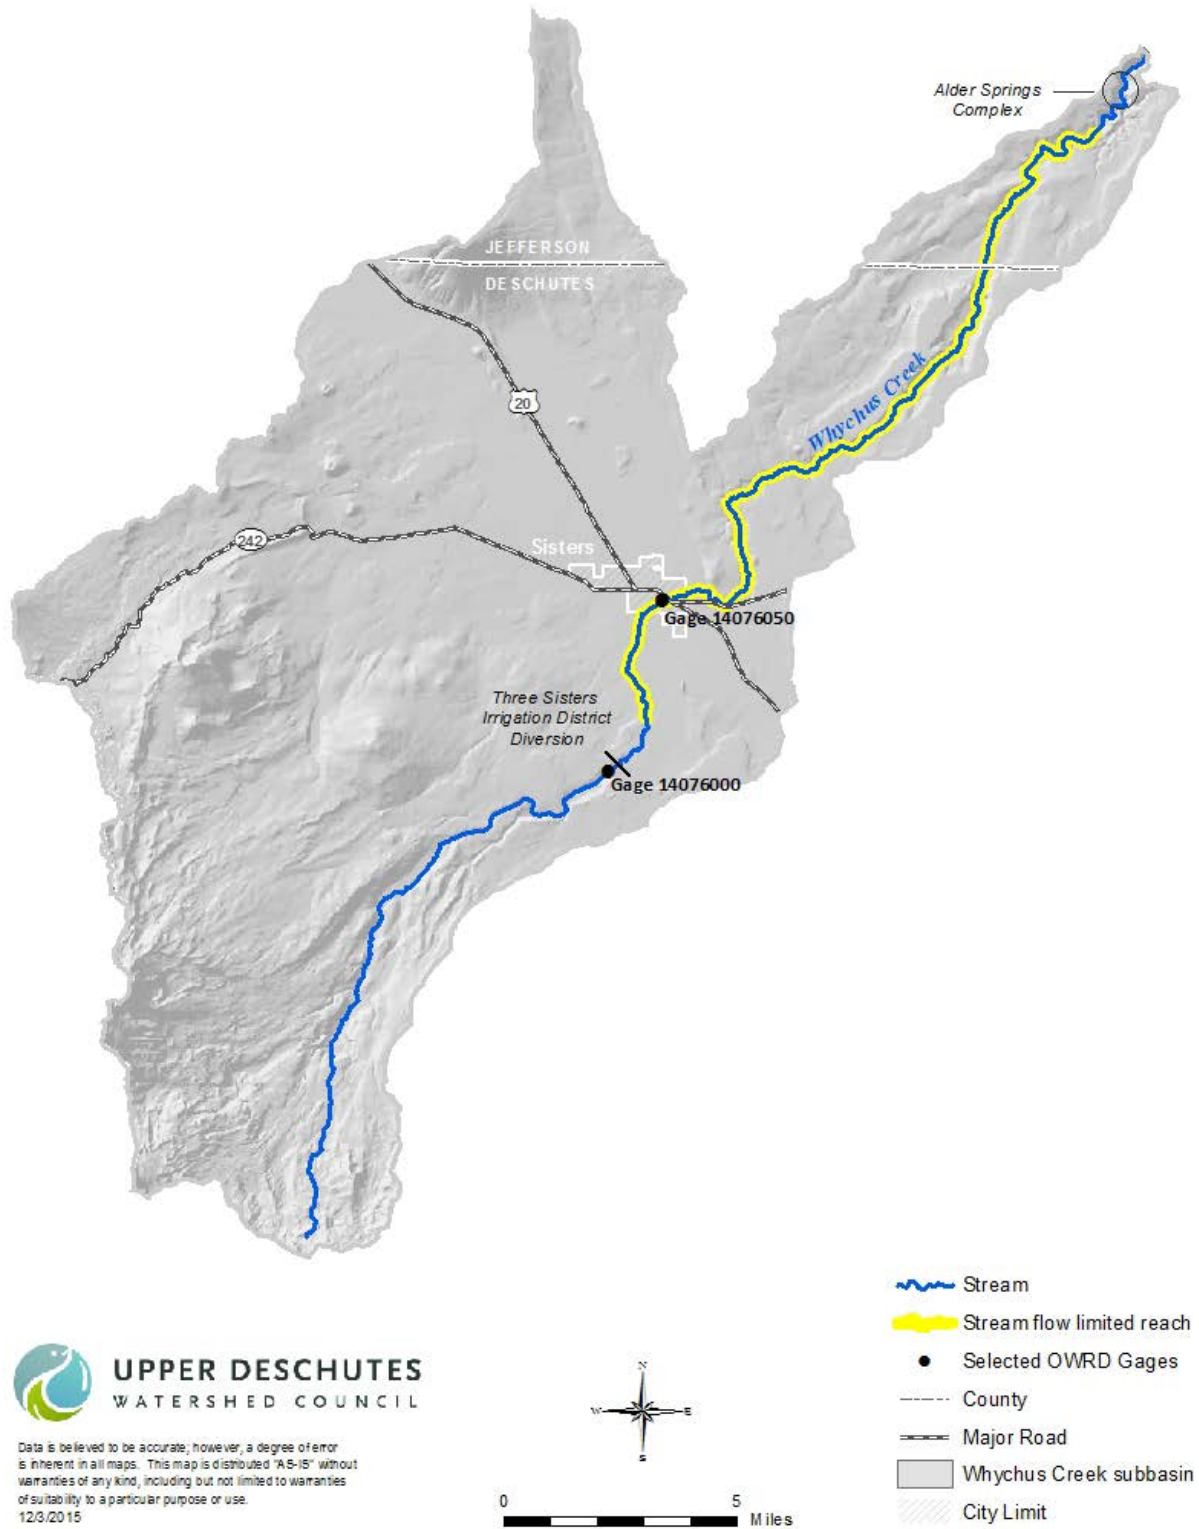 Alder Springs
Complex
JEFFERSON
DESCHUTES
20
Whychus Creek
242
Sisters
Gage 14076050
Three Sisters
Irrigation District
Diversion
Gage 14076000
Stream
Stream flow limited reach
Selected OWRD Gages
County
Major Road
Whychus Creek subbasin
City Limit
UPPER DESCHUTES
WATERSHED COUNCIL
Data is believed to be accurate; however, a degree of error
is inherent in all maps. This map is distributed "AS-IS" without
warranties of any kind, including but not limited to warranties
of suitability to a particular purpose or use.
12/3/2015
N
W E
S
0 5
Miles